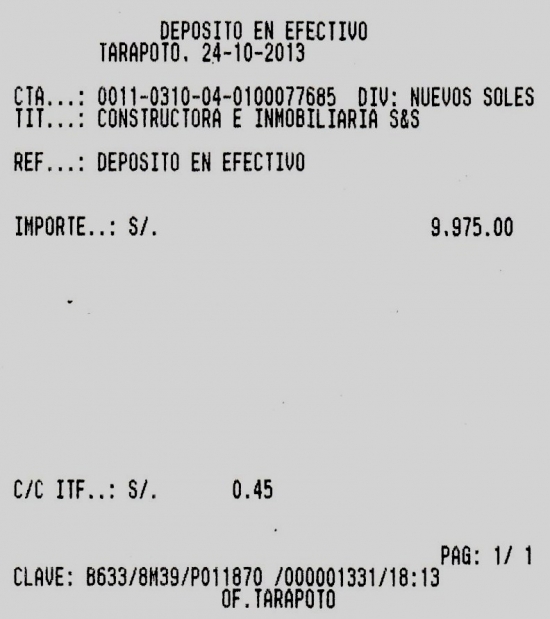 DEPOSITO EN EFECTIVO
TARAPOTO, 24-10-2013
CTA...: 0011-0310-04-0100077685 DIV: NUEVOS SOLES
TIT...: CONSTRUCTORA E INMOBILIARIA S&S
REF...: DEPOSITO EN EFECTIVO
IMPORTE..: S/. 9.975.00
C/C ITF..: S/. 0.45
PAG: 1/ 1
CLAVE: B633/8M39/P011870 /000001331/18:13
OF.TARAPOTO